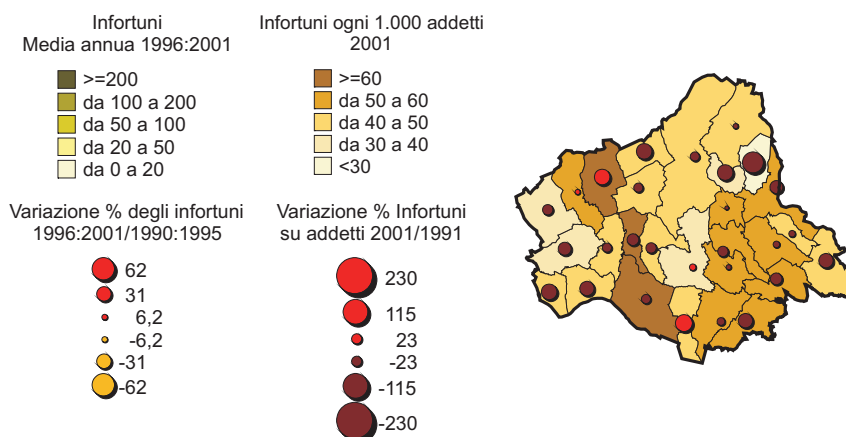 Infortuni
Media annua 1996:2001
>=200
da 100 a 200
da 50 a 100
da 20 a 50
da 0 a 20
Infortuni ogni 1.000 addetti
2001
>=60
da 50 a 60
da 40 a 50
da 30 a 40
<30
Variazione % degli infortuni
1996:2001/1990:1995
62
31
6,2
-6,2
-31
-62
Variazione % Infortuni
su addetti 2001/1991
230
115
23
-23
-115
-230